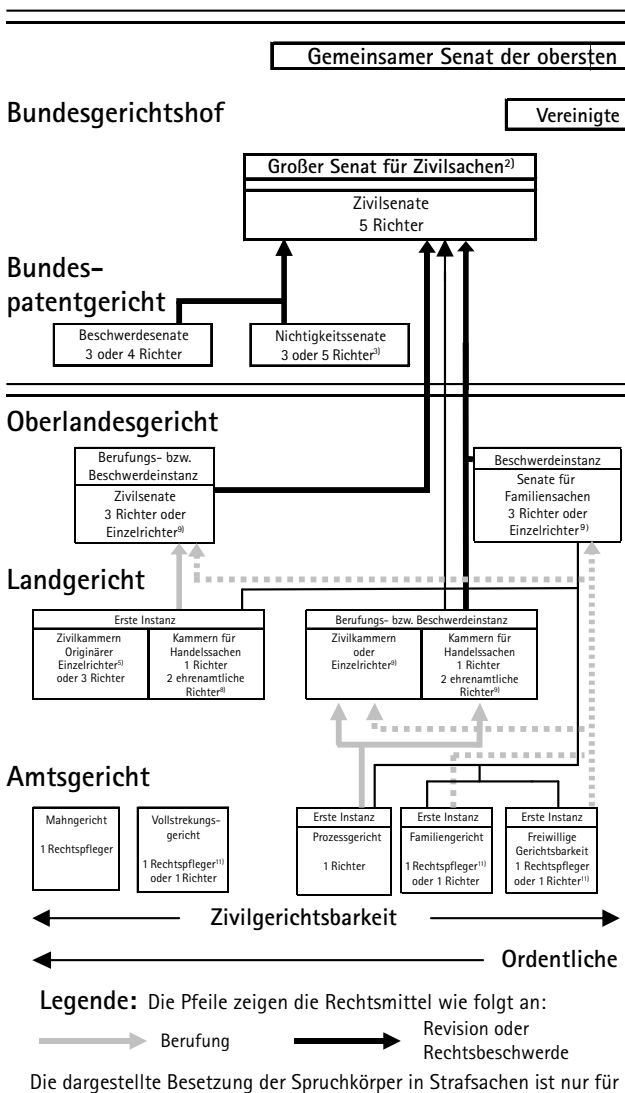 Gemeinsamer Senat der obersten
Bundesgerichtshof
Vereinigte
Großer Senat für Zivilsachen2)
Zivilsenate
5 Richter
Bundes-
patentgericht
Beschwerdesenate
3 oder 4 Richter
Nichtigkeitssenate
3 oder 5 Richter3)
Oberlandesgericht
Berufungs- bzw.
Beschwerdeinstanz
Zivilsenate
3 Richter oder
Einzelrichter9)
Beschwerdeinstanz
Senate für
Familiensachen
3 Richter oder
Einzelrichter9)
Landgericht
Erste Instanz
Zivilkammern
Originärer
Einzelrichter5)
oder 3 Richter
Kammern für
Handelssachen
1 Richter
2 ehrenamtliche
Richter8)
Berufungs- bzw. Beschwerdeinstanz
Zivilkammern
oder
Einzelrichter9)
Kammern für
Handelssachen
1 Richter
2 ehrenamtliche
Richter9)
Amtsgericht
Mahngericht
1 Rechtspfleger
Vollstrekungs-
gericht
1 Rechtspfleger11)
oder 1 Richter
Erste Instanz
Prozessgericht
1 Richter
Erste Instanz
Familiengericht
1 Rechtspfleger11)
oder 1 Richter
Erste Instanz
Freiwillige
Gerichtsbarkeit
1 Rechtspfleger
oder 1 Richter11)
Zivilgerichtsbarkeit
Ordentliche
Legende: Die Pfeile zeigen die Rechtsmittel wie folgt an:
Berufung
Revision oder
Rechtsbeschwerde
Die dargestellte Besetzung der Spruchkörper in Strafsachen ist nur für